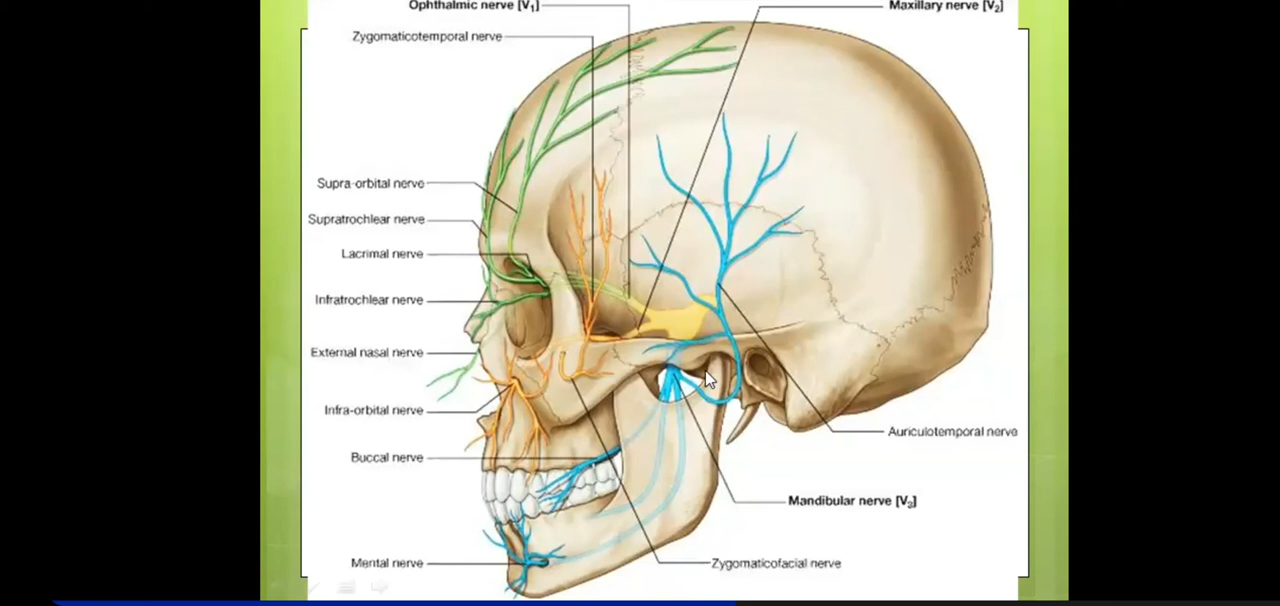 Ophthalmic nerve [V₁]
Maxillary nerve [V₂]
Zygomaticotemporal nerve
Supra-orbital nerve
Supratrochlear nerve
Lacrimal nerve
Infratrochlear nerve
External nasal nerve
Infra-orbital nerve
Auriculotemporal nerve
Buccal nerve
Mandibular nerve [V₃]
Mental nerve
Zygomaticofacial nerve